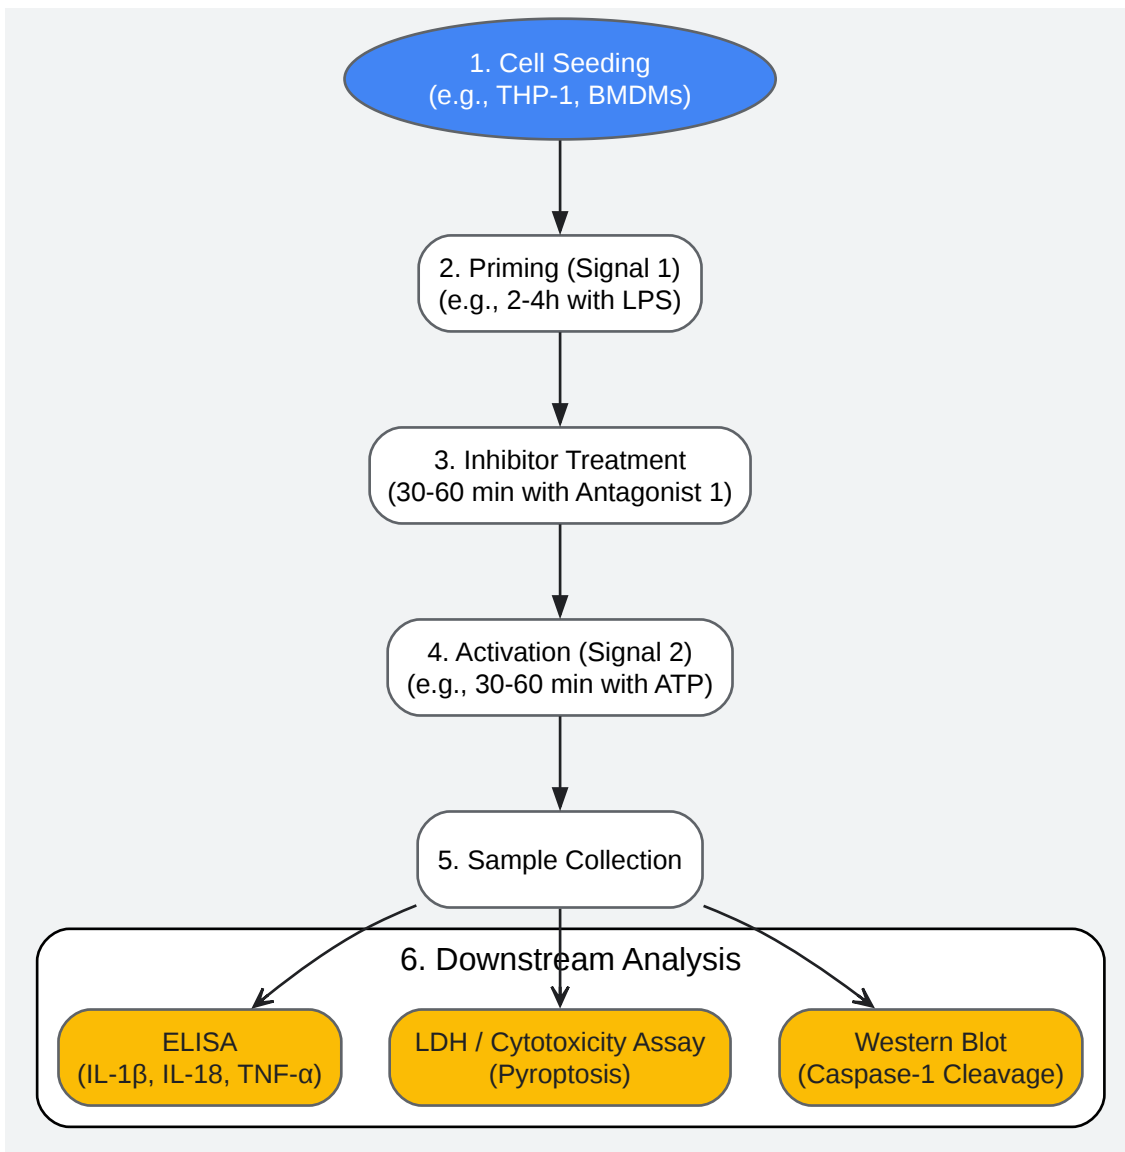 1. Cell Seeding
(e.g., THP-1, BMDMs)
2. Priming (Signal 1)
(e.g., 2-4h with LPS)
3. Inhibitor Treatment
(30-60 min with Antagonist 1)
4. Activation (Signal 2)
(e.g., 30-60 min with ATP)
5. Sample Collection
6. Downstream Analysis
ELISA
(IL-1β, IL-18, TNF-α)
LDH / Cytotoxicity Assay
(Pyroptosis)
Western Blot
(Caspase-1 Cleavage)